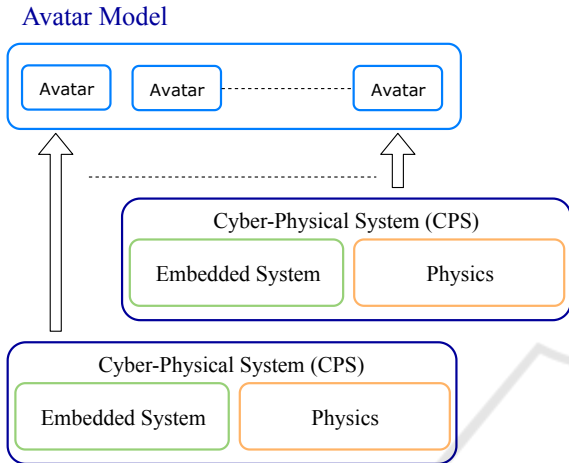 Avatar Model
Avatar
Avatar
Avatar
Cyber-Physical System (CPS)
Embedded System
Physics
Cyber-Physical System (CPS)
Embedded System
Physics